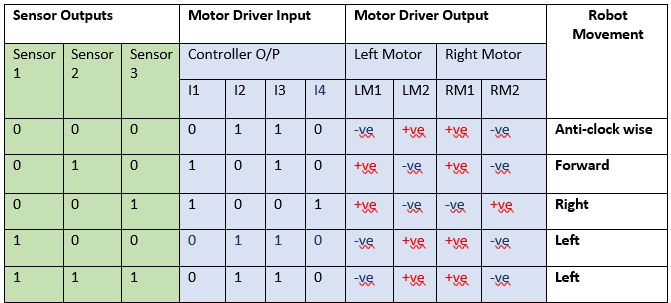 Sensor Outputs Motor Driver Input Motor Driver Output Robot Movement
Sensor 1 Sensor 2 Sensor 3 Controller O/P Left Motor Right Motor
I1 I2 I3 I4 LM1 LM2 RM1 RM2
0 0 0 0 1 1 0 -ve +ve +ve -ve Anti-clock wise
0 1 0 1 0 1 0 +ve -ve +ve -ve Forward
0 0 1 1 0 0 1 +ve -ve -ve +ve Right
1 0 0 0 1 1 0 -ve +ve +ve -ve Left
1 1 1 0 1 1 0 -ve +ve +ve -ve Left